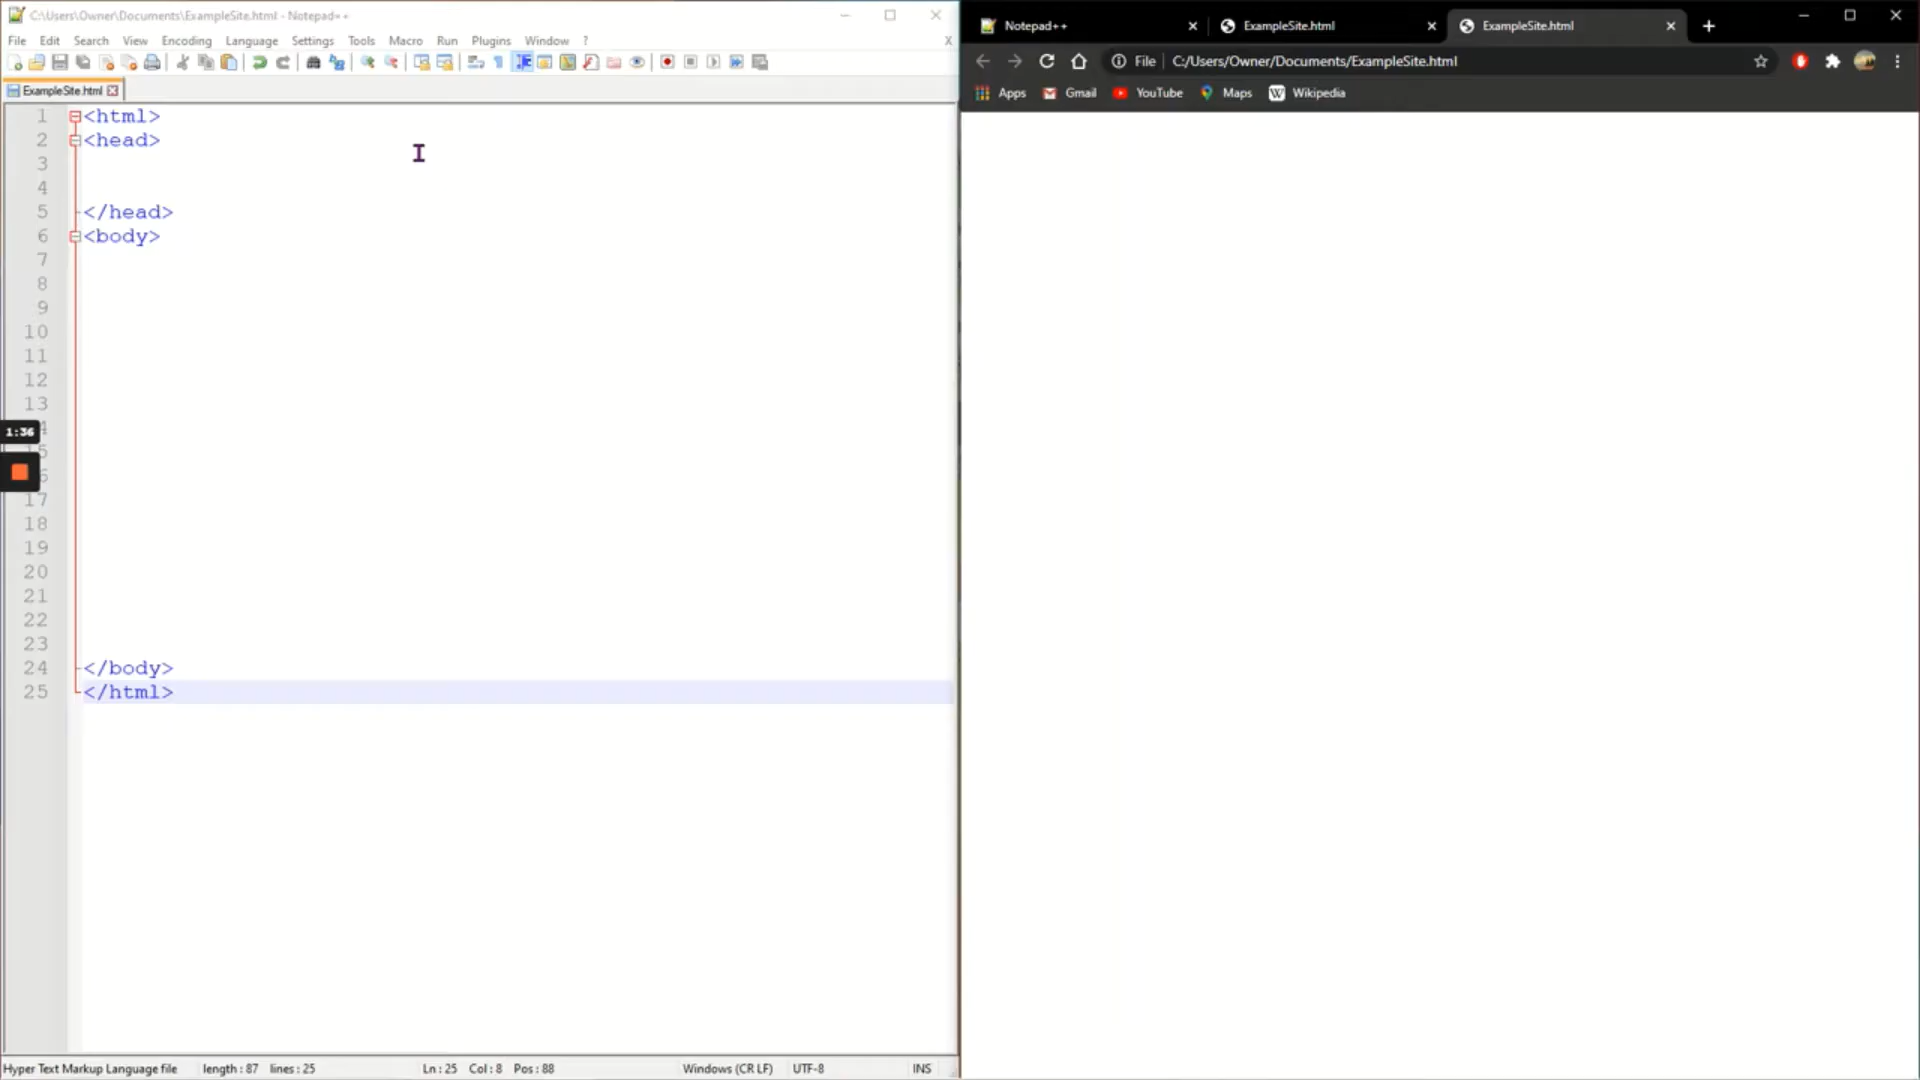 C:\Users\Owner\Documents\ExampleSite.html - Notepad++
File Edit Search View Encoding Language Settings Tools Macro Run Plugins Window ? X
ExampleSite.html
1 <html>
2 <head>
3
4
5 </head>
6 <body>
7
8
9
10
11
12
13
1:36
17
18
19
20
21
22
23
24 </body>
25 </html>
Hyper Text Markup Language file length : 87 lines : 25 Ln : 25 Col : 8 Pos : 88 Windows (CR LF) UTF-8 INS
Notepad++ ExampleSite.html ExampleSite.html
File C:/Users/Owner/Documents/ExampleSite.html
Apps Gmail YouTube Maps W Wikipedia